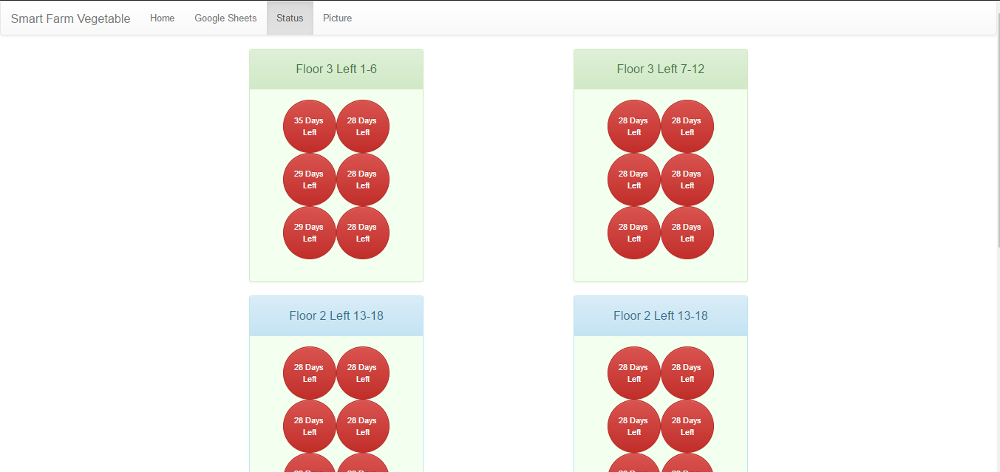 Smart Farm Vegetable Home Google Sheets Status Picture
Floor 3 Left 1-6
35 Days
Left
28 Days
Left
29 Days
Left
28 Days
Left
29 Days
Left
28 Days
Left
Floor 3 Left 7-12
28 Days
Left
28 Days
Left
28 Days
Left
28 Days
Left
28 Days
Left
28 Days
Left
Floor 2 Left 13-18
28 Days
Left
28 Days
Left
28 Days
Left
28 Days
Left
Floor 2 Left 13-18
28 Days
Left
28 Days
Left
28 Days
Left
28 Days
Left